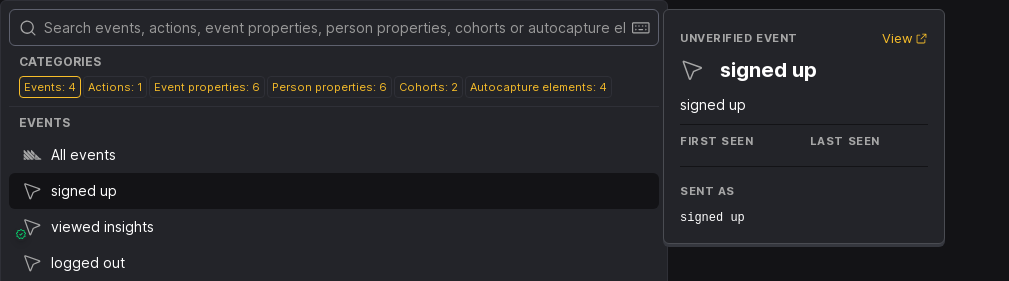 Search events, actions, event properties, person properties, cohorts or autocapture el
CATEGORIES
Events: 4 Actions: 1 Event properties: 6 Person properties: 6 Cohorts: 2 Autocapture elements: 4
EVENTS
All events
signed up
viewed insights
logged out
UNVERIFIED EVENT View
signed up
signed up
FIRST SEEN LAST SEEN
SENT AS
signed up